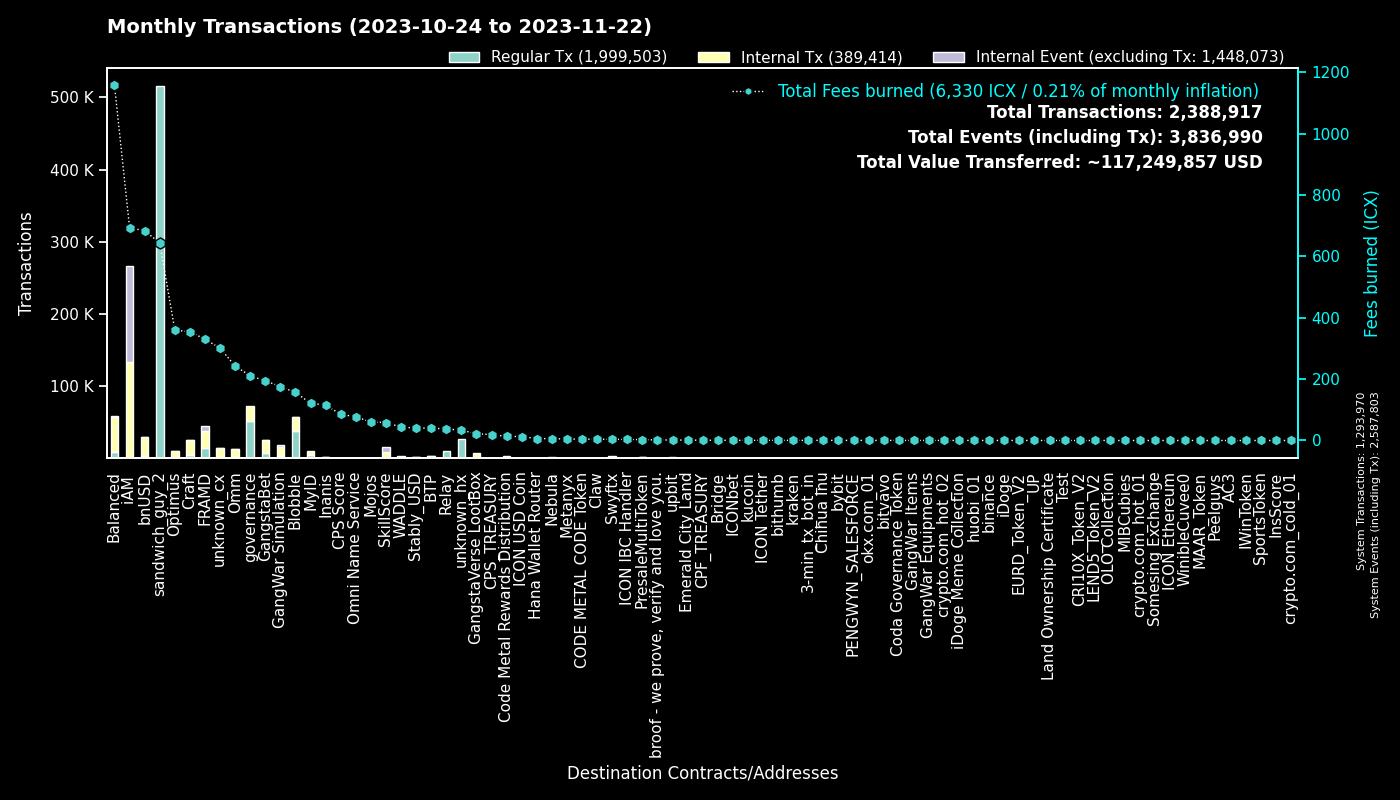 Monthly Transactions (2023-10-24 to 2023-11-22)
Regular Tx (1,999,503)
Internal Tx (389,414)
Internal Event (excluding Tx: 1,448,073)
Total Fees burned (6,330 ICX / 0.21% of monthly inflation)
Total Transactions: 2,388,917
Total Events (including Tx): 3,836,990
Total Value Transferred: ~117,249,857 USD
Transactions
500 K
400 K
300 K
200 K
100 K
1200
1000
800
600
400
200
0
Fees burned (ICX)
System Transactions: 1,293,970
System Events (including Tx): 2,587,803
Balanced
iAM
bnUSD
sandwich_guy_2
Optimus
Craft
FRAMD
unknown_cx
Omm
governance
GangstaBet
GangWar Simulation
Blobble
MyID
Inanis
CPS Score
Omni Name Service
Mojos
SkillScore
WADDLE
Stably_USD
BTP
Relay
unknown_hx
GangstaVerse LootBox
CPS_TREASURY
Code Metal Rewards Distribution
ICON USD Coin
Hana Wallet Router
Nebula
Metanyx
CODE METAL CODE Token
Claw
Swyftx
ICON IBC Handler
PresaleMultiToken
broof - we prove, verify and love you.
upbit
Emerald City Land
CPF_TREASURY
Bridge
ICONbet
kucoin
ICON Tether
bithumb
kraken
3-min_tx_bot_in
Chihua Inu
bybit
PENGWYN_SALESFORCE
okx.com_01
bitvavo
Coda Governance Token
GangWar Items
GangWar Equipments
crypto.com_hot_02
iDoge Meme Collection
huobi_01
binance
iDoge
EURD_Token_V2
UP
Land Ownership Certificate
Test
CRI10X_Token_V2
LENDS_Token_V2
OLO Collection
MIBCubies
crypto.com_hot_01
Somesing Exchange
ICON Ethereum
WinibleCuvee0
MAAR_Token
Peelguys
AC3
IWinToken
SportsToken
InsScore
crypto.com_cold_01
Destination Contracts/Addresses